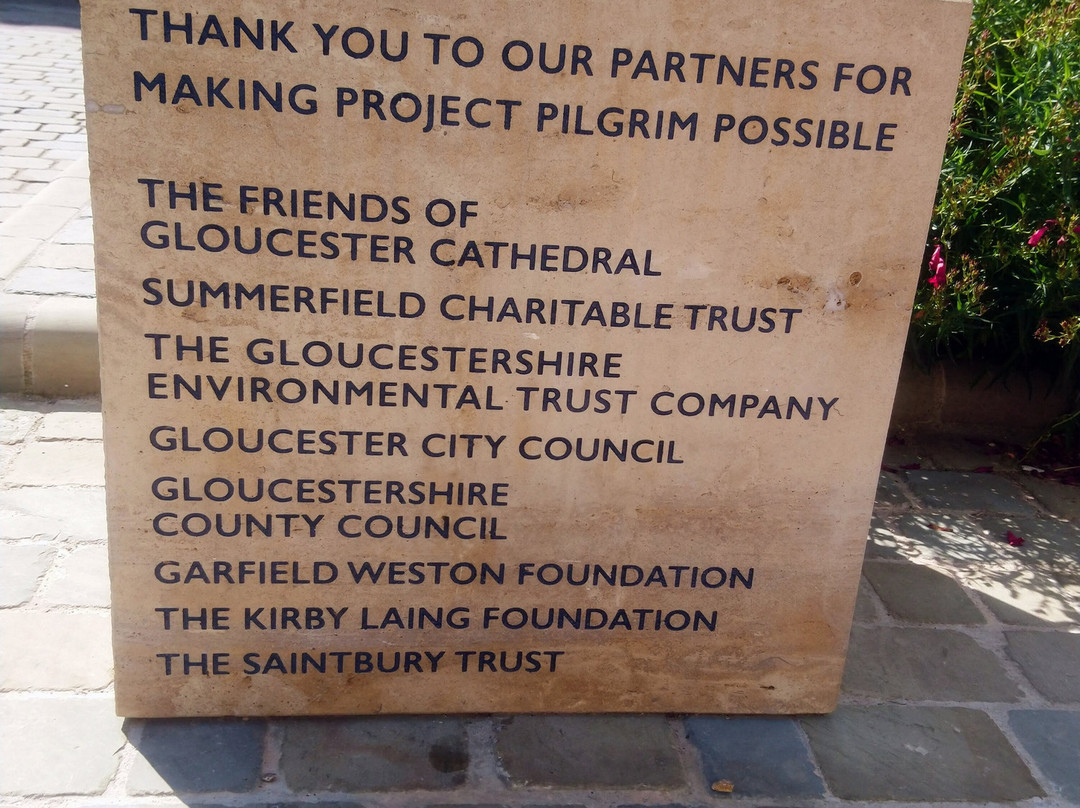 THANK YOU TO OUR PARTNERS FOR
MAKING PROJECT PILGRIM POSSIBLE
THE FRIENDS OF
GLOUCESTER CATHEDRAL
SUMMERFIELD CHARITABLE TRUST
THE GLOUCESTERSHIRE
ENVIRONMENTAL TRUST COMPANY
GLOUCESTER CITY COUNCIL
GLOUCESTERSHIRE
COUNTY COUNCIL
GARFIELD WESTON FOUNDATION
THE KIRBY LAING FOUNDATION
THE SAINTBURY TRUST